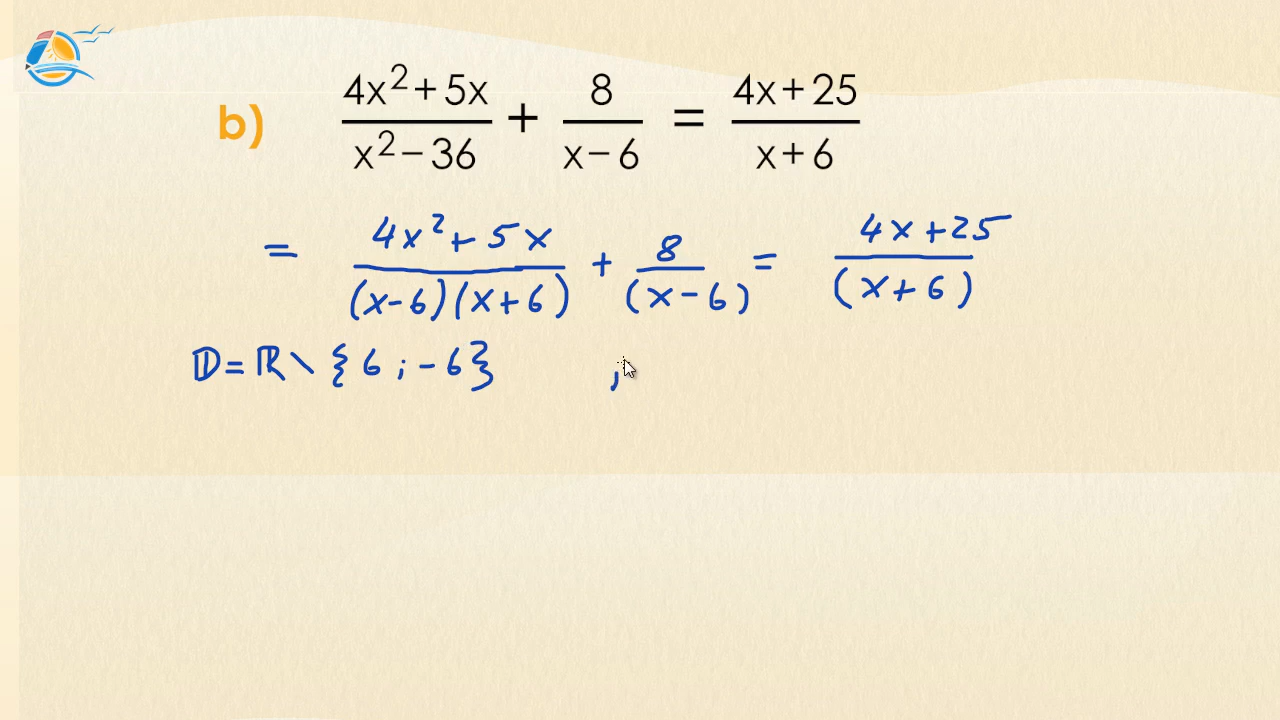 b) (4x²+5x)/(x²−36) + 8/(x−6) = (4x+25)/(x+6)
= (4x²+5x)/((x-6)(x+6)) + 8/((x-6)) = (4x+25)/((x+6))
𝔻=ℝ∖{6;-6} ,